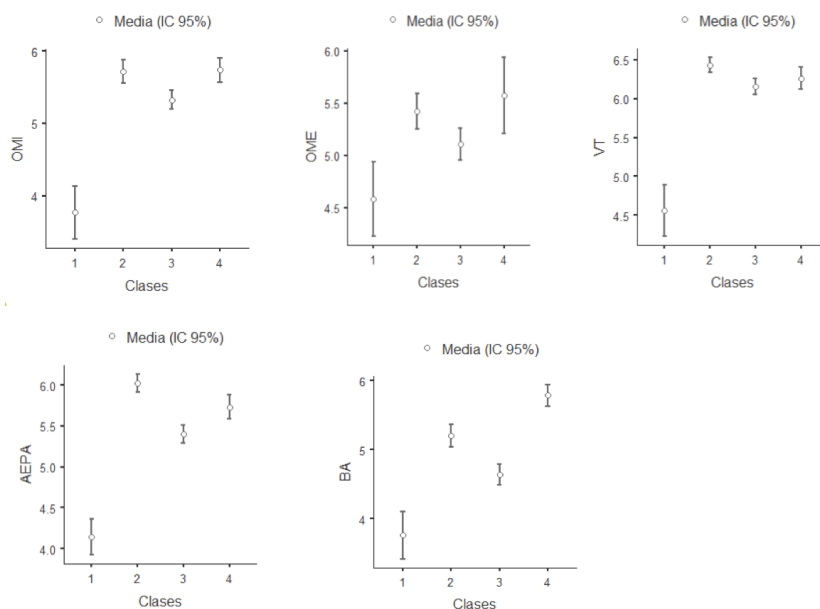 Media (IC 95%)
6
5
4
OMI
1 2 3 4
Clases
Media (IC 95%)
6.0
5.5
5.0
4.5
OME
1 2 3 4
Clases
Media (IC 95%)
6.5
6.0
5.5
5.0
4.5
VT
1 2 3 4
Clases
Media (IC 95%)
6.0
5.5
5.0
4.5
4.0
AEPA
1 2 3 4
Clases
Media (IC 95%)
6
5
4
BA
1 2 3 4
Clases